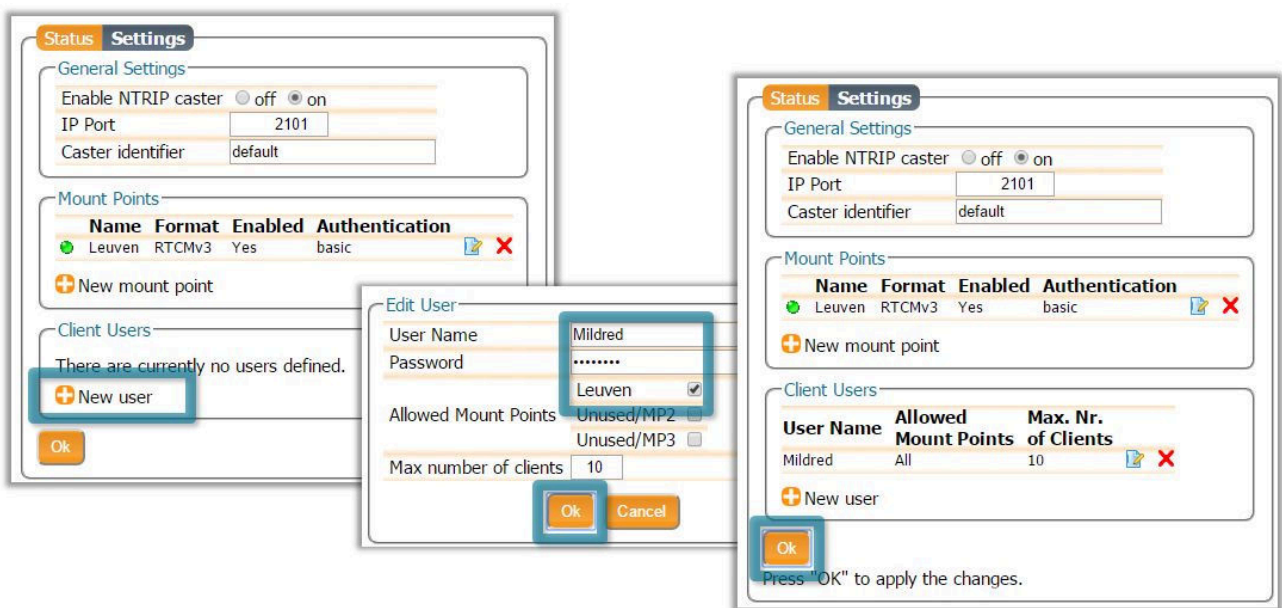 Status Settings
General Settings
Enable NTRIP caster off on
IP Port 2101
Caster identifier default
Mount Points
Name Format Enabled Authentication
Leuven RTCMv3 Yes basic
New mount point
Client Users
There are currently no users defined.
New user
Ok
Edit User
User Name Mildred
Password ••••••••
Leuven
Allowed Mount Points Unused/MP2
Unused/MP3
Max number of clients 10
Ok Cancel
Status Settings
General Settings
Enable NTRIP caster off on
IP Port 2101
Caster identifier default
Mount Points
Name Format Enabled Authentication
Leuven RTCMv3 Yes basic
New mount point
Client Users
User Name Allowed Mount Points Max. Nr. of Clients
Mildred All 10
New user
Ok
Press "OK" to apply the changes.